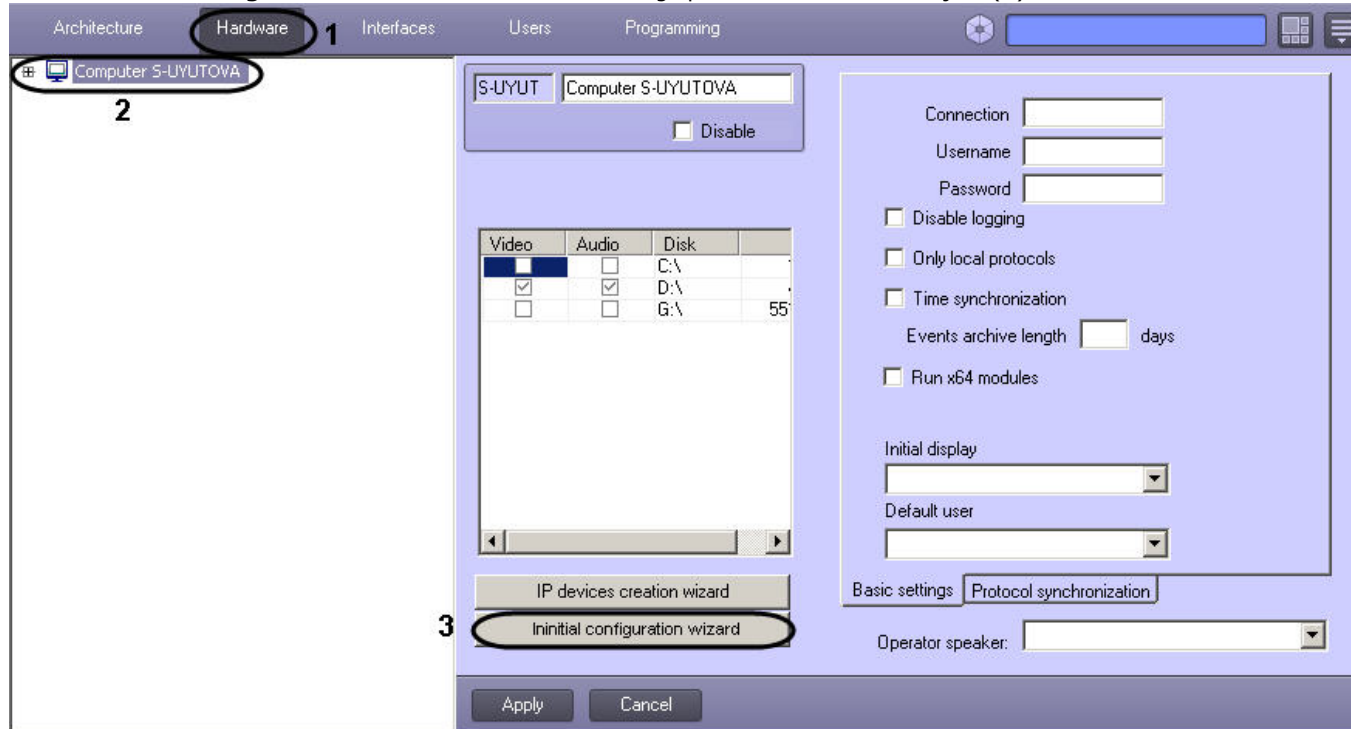 Architecture Hardware 1 Interfaces Users Programming
Computer S-UYUTOVA
2
S-UYUT Computer S-UYUTOVA
Disable
Video Audio Disk
C:\
D:\
G:\ 55
IP devices creation wizard
3 Ininitial configuration wizard
Connection
Username
Password
Disable logging
Only local protocols
Time synchronization
Events archive length days
Run x64 modules
Initial display
Default user
Basic settings Protocol synchronization
Operator speaker:
Apply Cancel